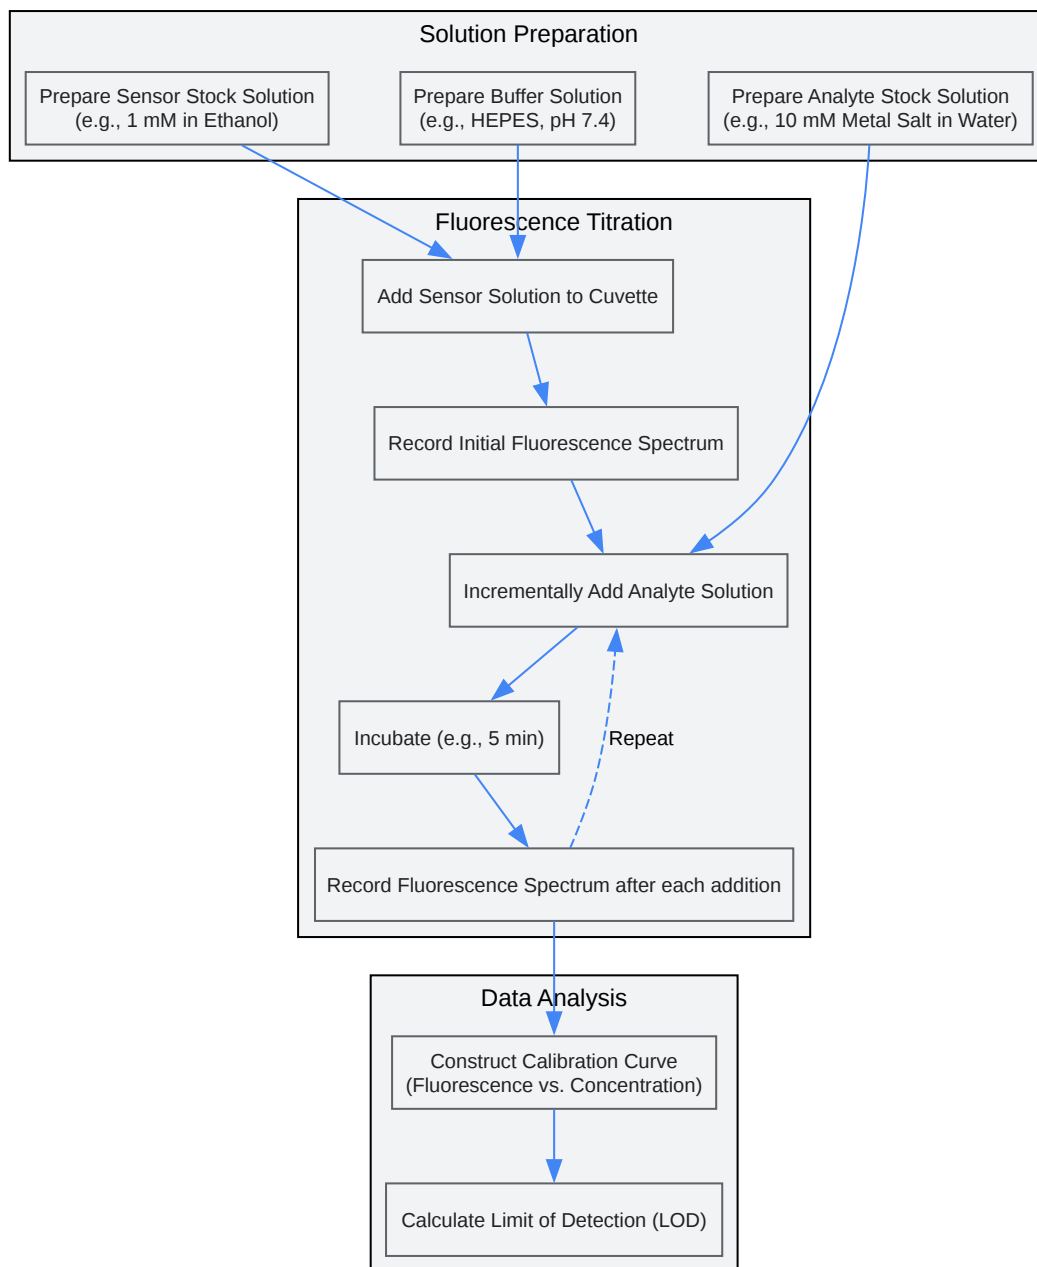 Solution Preparation
Prepare Sensor Stock Solution
(e.g., 1 mM in Ethanol)
Prepare Buffer Solution
(e.g., HEPES, pH 7.4)
Prepare Analyte Stock Solution
(e.g., 10 mM Metal Salt in Water)
Fluorescence Titration
Add Sensor Solution to Cuvette
Record Initial Fluorescence Spectrum
Incrementally Add Analyte Solution
Incubate (e.g., 5 min)
Repeat
Record Fluorescence Spectrum after each addition
Data Analysis
Construct Calibration Curve
(Fluorescence vs. Concentration)
Calculate Limit of Detection (LOD)